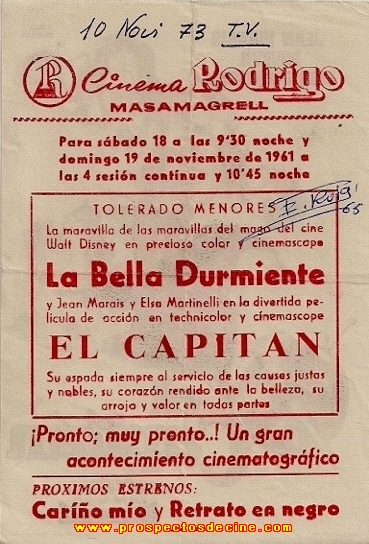 10 Nov 73 T.V.
R Cinema Rodrigo
MASAMAGRELL
Para sábado 18 a las 9'30 noche y
domingo 19 de noviembre de 1961 a
las 4 sesión contínua y 10'45 noche
TOLERADO MENORES
E. Ruig
65
La maravilla de las maravillas del mago del cine
Walt Disney en precioso color y cinemascope
La Bella Durmiente
y Jean Marais y Elsa Martinelli en la divertida pe-
lícula de acción en technicolor y cinemascope
EL CAPITAN
Su espada siempre al servicio de las causas justas
y nobles, su corazón rendido ante la belleza, su
arrojo y valor en todas partes
¡Pronto; muy pronto..! Un gran
acontecimiento cinematográfico
PROXIMOS ESTRENOS:
Cariño mío y Retrato en negro
www.prospectosdecine.com